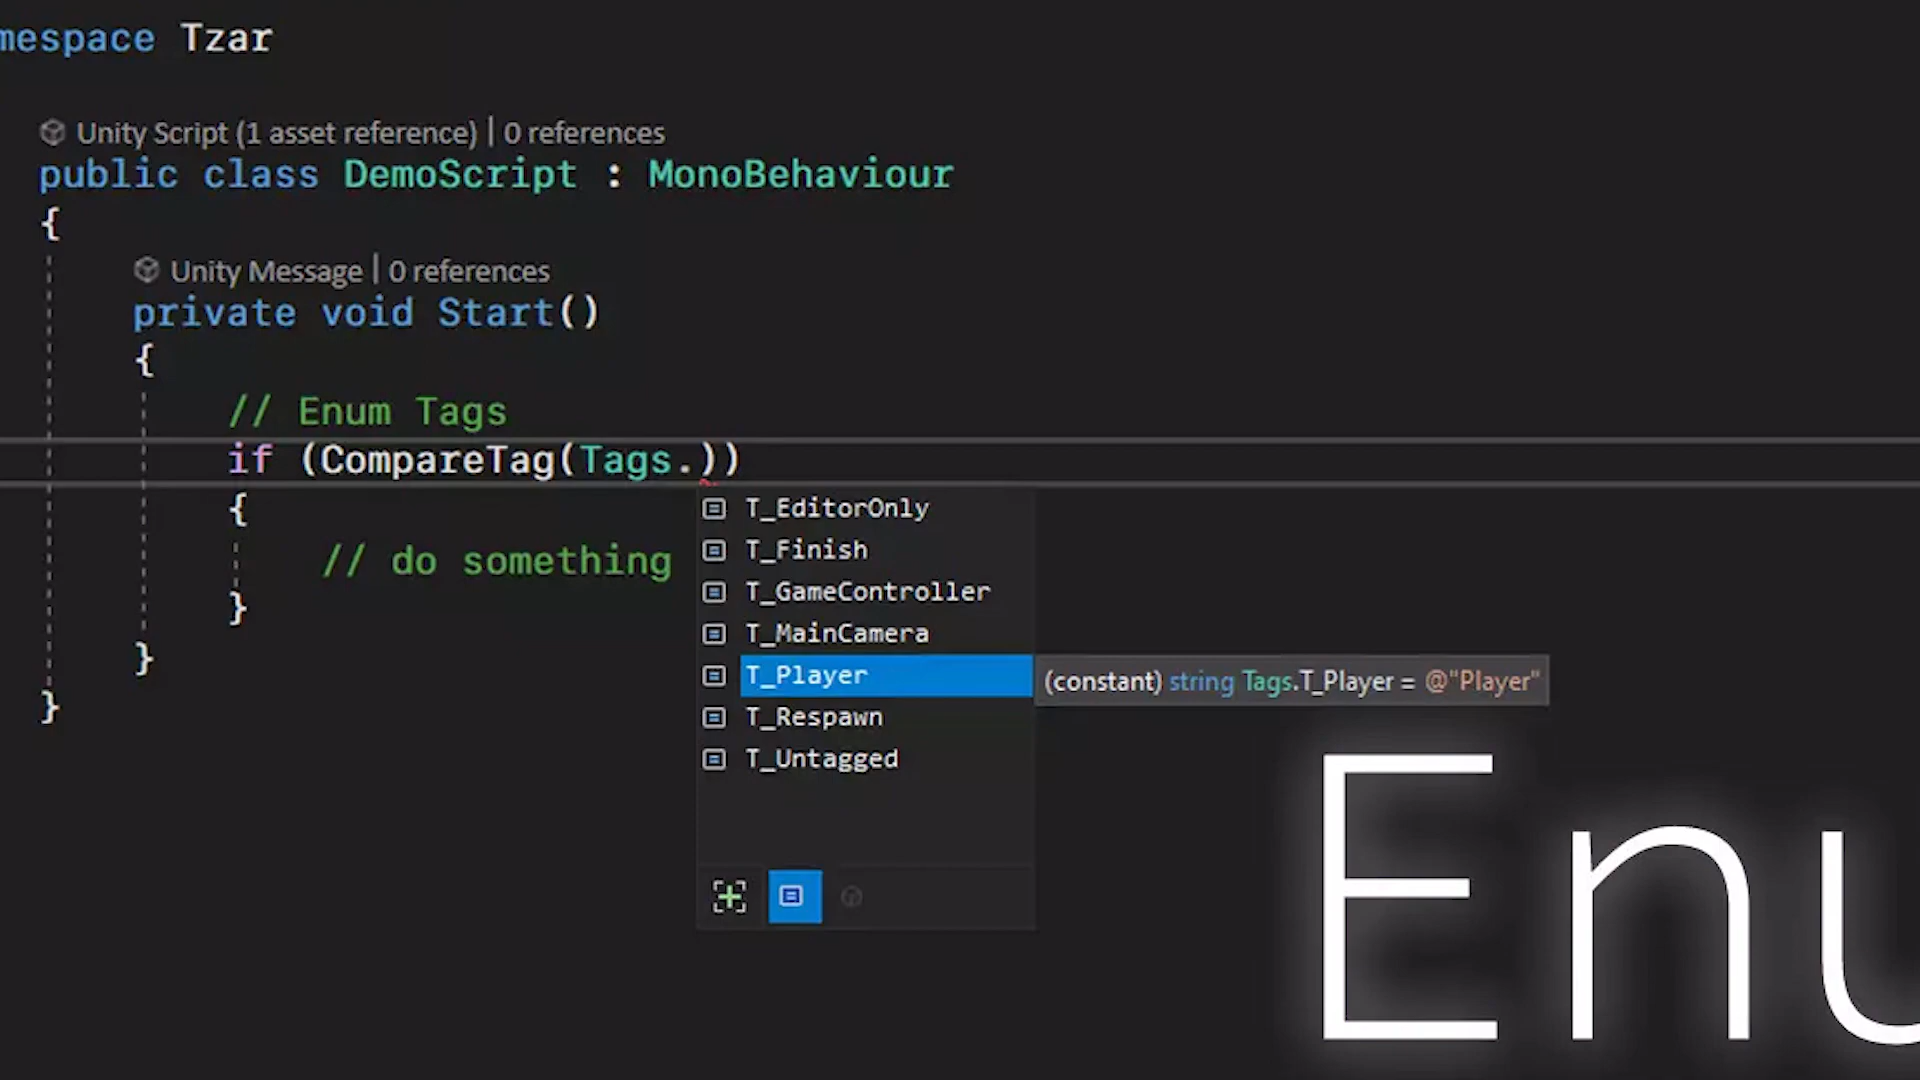 mespace Tzar
Unity Script (1 asset reference) | 0 references
public class DemoScript : MonoBehaviour
{
Unity Message | 0 references
private void Start()
{
// Enum Tags
if (CompareTag(Tags.))
{
T_EditorOnly
T_Finish
// do something
T_GameController
}
T_MainCamera
}
T_Player
(constant) string Tags.T_Player = @"Player"
}
T_Respawn
T_Untagged
Enu